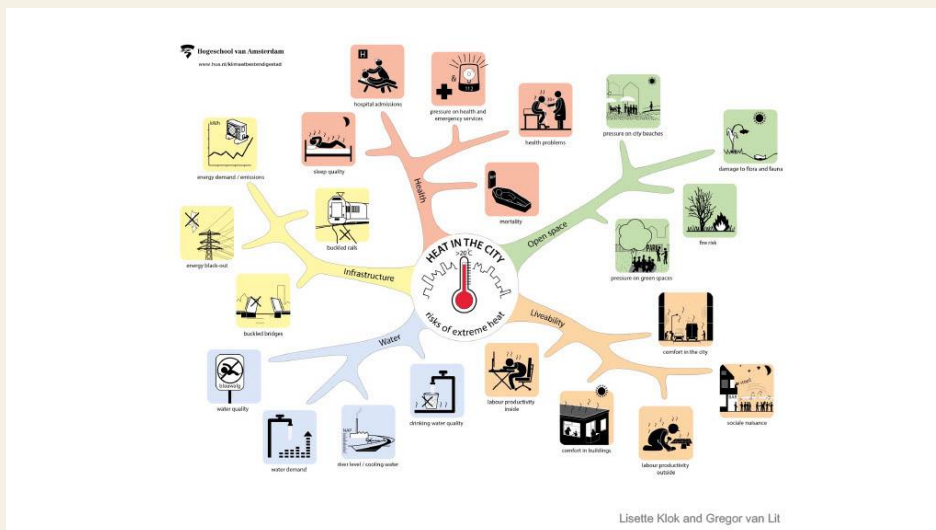 Hogeschool van Amsterdam
www.hva.nl/klimaatbestendigestad
H
hospital admissions
112
pressure on health and
emergency services
health problems
sleep quality
mortality
Health
pressure on city beaches
damage to flora and fauna
fire risk
PARK
pressure on green spaces
Open space
energy demand / emissions
energy black-out
buckled rails
buckled bridges
Infrastructure
HEAT IN THE CITY
risks of extreme heat
Water
blauwalg
water quality
water demand
river level / cooling water
drinking water quality
Liveability
labour productivity
inside
comfort in the city
comfort in buildings
labour productivity
outside
sociale nuisance
Lisette Klok and Gregor van Lit